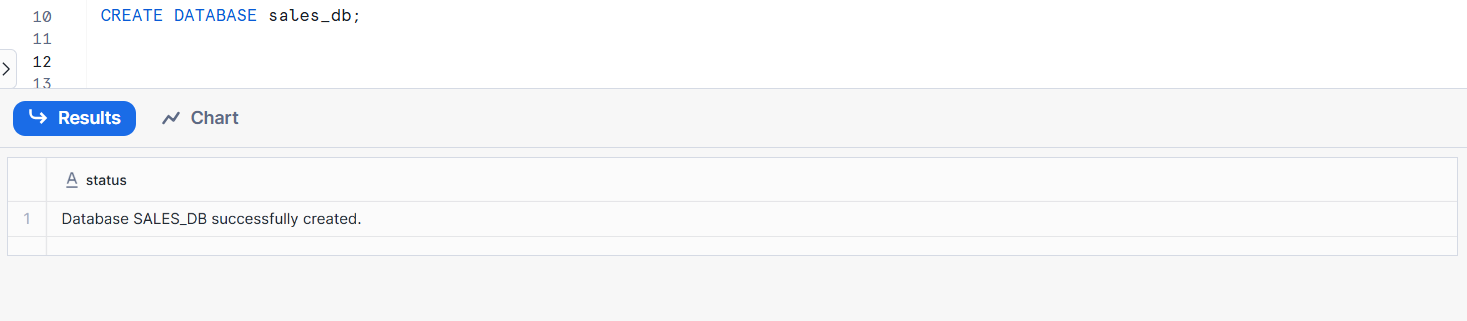 10 CREATE DATABASE sales_db;
11
12
13
Results Chart
A status
1 Database SALES_DB successfully created.